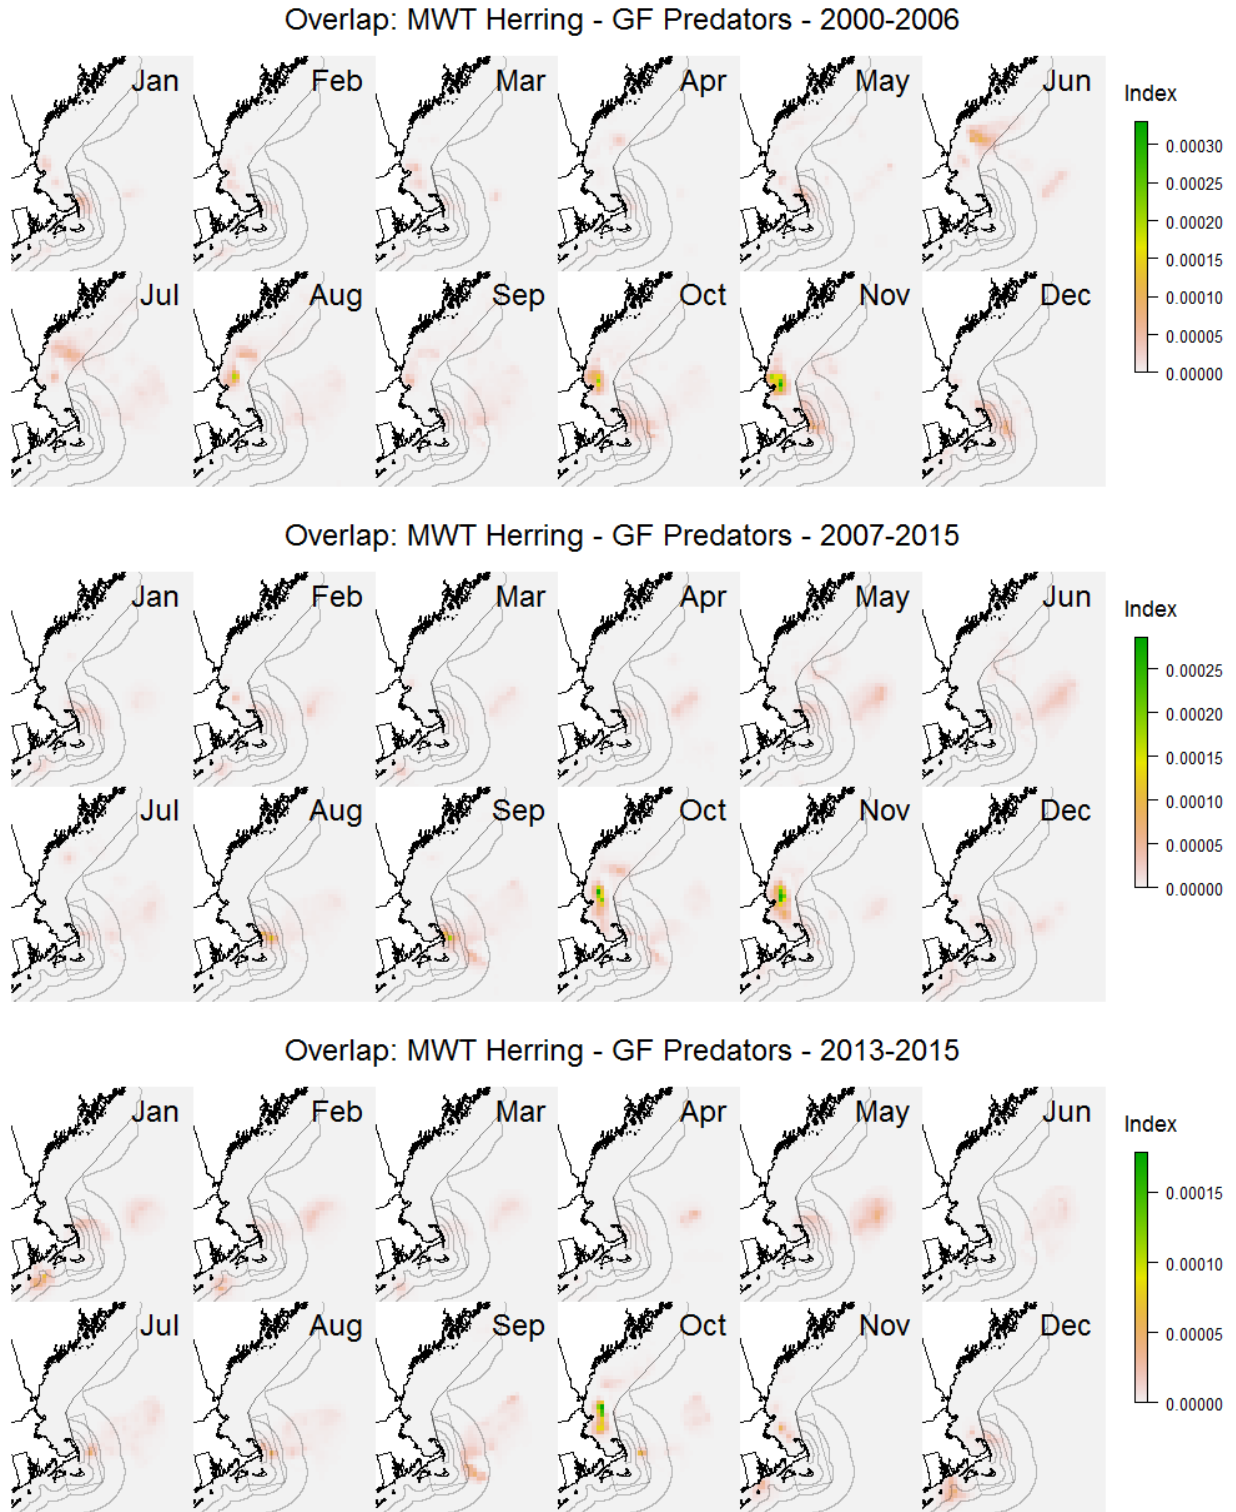 Overlap: MWT Herring - GF Predators - 2000-2006
Jan Feb Mar Apr May Jun
Index
0.00030
0.00025
0.00020
0.00015
0.00010
0.00005
0.00000
Jul Aug Sep Oct Nov Dec
Overlap: MWT Herring - GF Predators - 2007-2015
Jan Feb Mar Apr May Jun
Index
0.00025
0.00020
0.00015
0.00010
0.00005
0.00000
Jul Aug Sep Oct Nov Dec
Overlap: MWT Herring - GF Predators - 2013-2015
Jan Feb Mar Apr May Jun
Index
0.00015
0.00010
0.00005
0.00000
Jul Aug Sep Oct Nov Dec